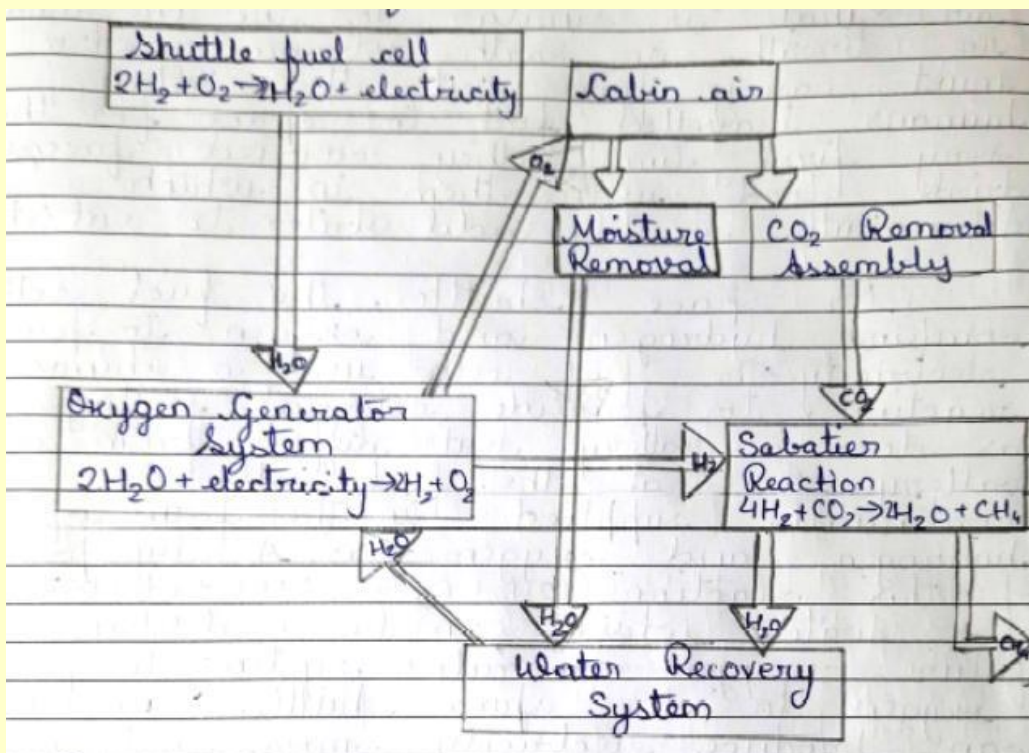 Shuttle fuel cell
2H₂+O₂→2H₂O+ electricity
Cabin air
O₂
Moisture
Removal
CO₂ Removal
Assembly
H₂O
CO₂
Oxygen Generator
System
2H₂O + electricity→2H₂+O₂
H₂
Sabatier
Reaction
4H₂+CO₂→2H₂O+CH₄
H₂O
H₂O
H₂O
CH₄
Water Recovery
System